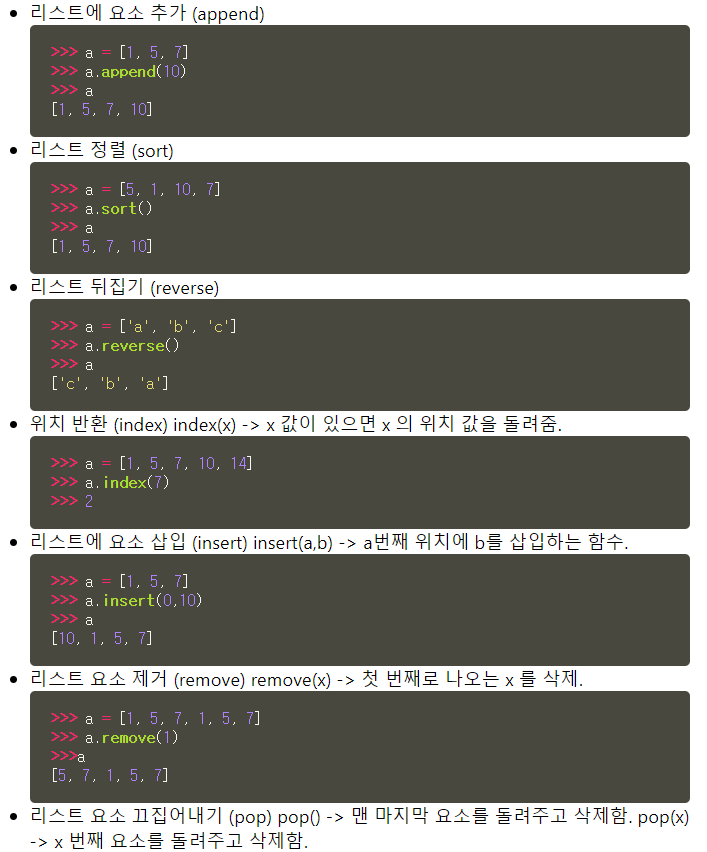 리스트에 요소 추가 (append)
>>> a = [1, 5, 7]
>>> a.append(10)
>>> a
[1, 5, 7, 10]
리스트 정렬 (sort)
>>> a = [5, 1, 10, 7]
>>> a.sort()
>>> a
[1, 5, 7, 10]
리스트 뒤집기 (reverse)
>>> a = ['a', 'b', 'c']
>>> a.reverse()
>>> a
['c', 'b', 'a']
위치 반환 (index) index(x) -> x 값이 있으면 x 의 위치 값을 돌려줌.
>>> a = [1, 5, 7, 10, 14]
>>> a.index(7)
>>> 2
리스트에 요소 삽입 (insert) insert(a,b) -> a번째 위치에 b를 삽입하는 함수.
>>> a = [1, 5, 7]
>>> a.insert(0,10)
>>> a
[10, 1, 5, 7]
리스트 요소 제거 (remove) remove(x) -> 첫 번째로 나오는 x 를 삭제.
>>> a = [1, 5, 7, 1, 5, 7]
>>> a.remove(1)
>>>a
[5, 7, 1, 5, 7]
리스트 요소 끄집어내기 (pop) pop() -> 맨 마지막 요소를 돌려주고 삭제함. pop(x)
-> x 번째 요소를 돌려주고 삭제함.